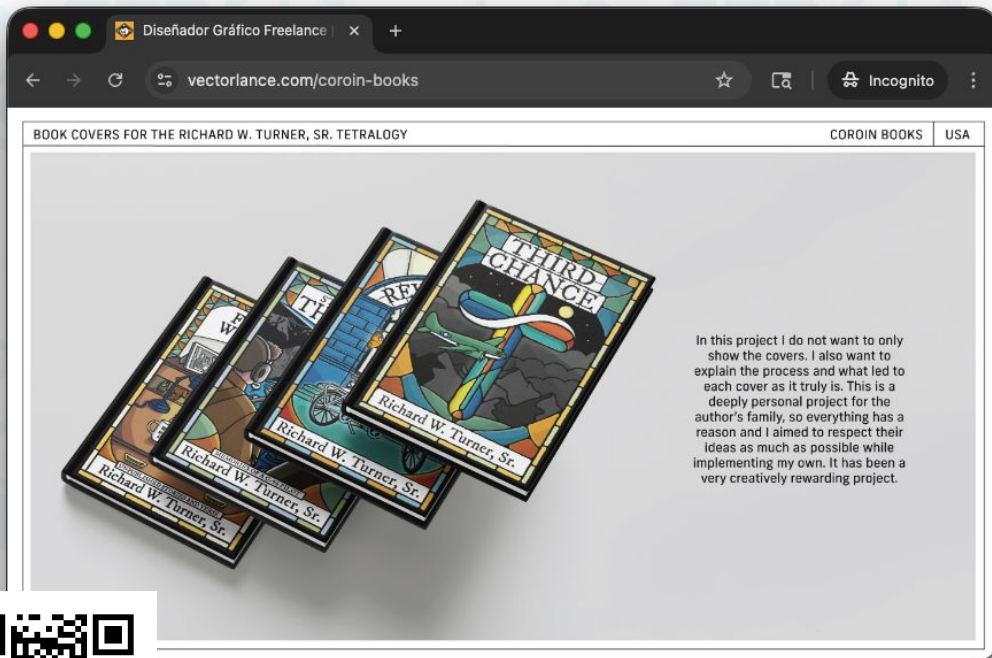 Diseñador Gráfico Freelance
vectorlance.com/coroin-books
Incognito
BOOK COVERS FOR THE RICHARD W. TURNER, SR. TETRALOGY
COROIN BOOKS
USA
THIRD
CHANCE
Richard W. Turner, Sr.
Richard W. Turner, Sr.
Richard W. Turner, Sr.
Richard W. Turner, Sr.
In this project I do not want to only
show the covers. I also want to
explain the process and what led to
each cover as it truly is. This is a
deeply personal project for the
author's family, so everything has a
reason and I aimed to respect their
ideas as much as possible while
implementing my own. It has been a
very creatively rewarding project.